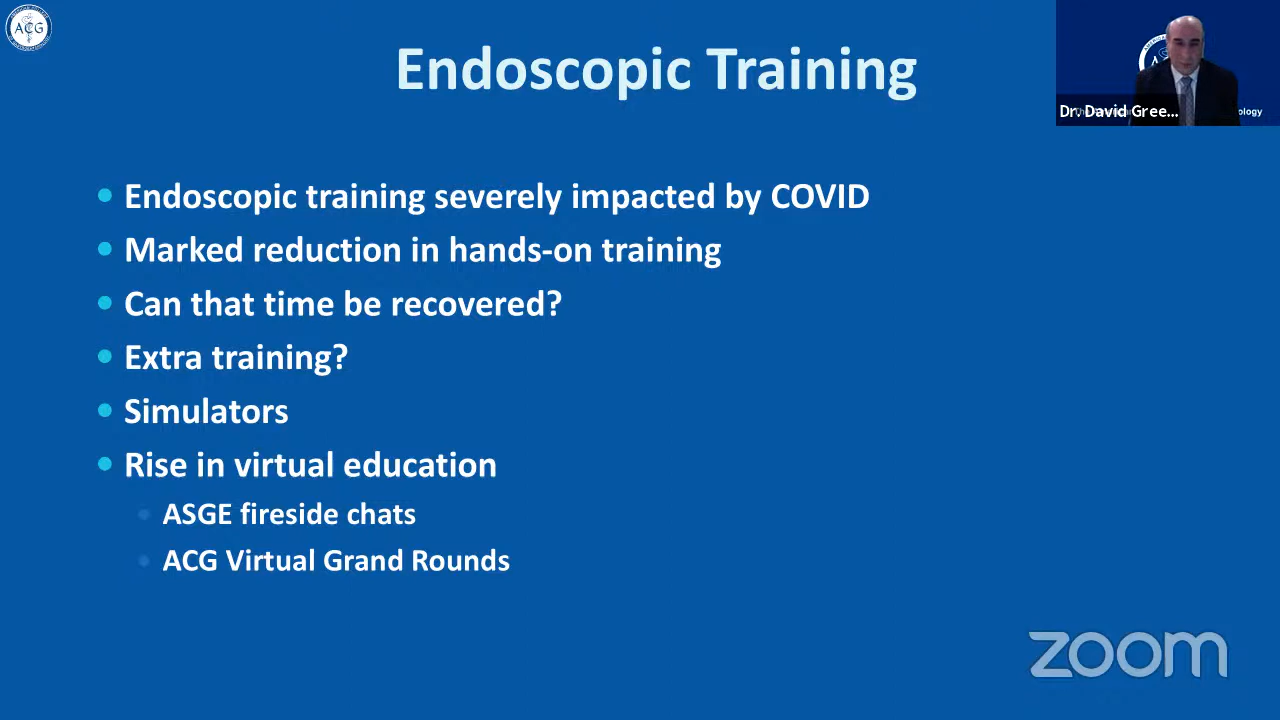 ACG
Endoscopic Training
Dr. David Gree...
ology
Endoscopic training severely impacted by COVID
Marked reduction in hands-on training
Can that time be recovered?
Extra training?
Simulators
Rise in virtual education
ASGE fireside chats
ACG Virtual Grand Rounds
zoom